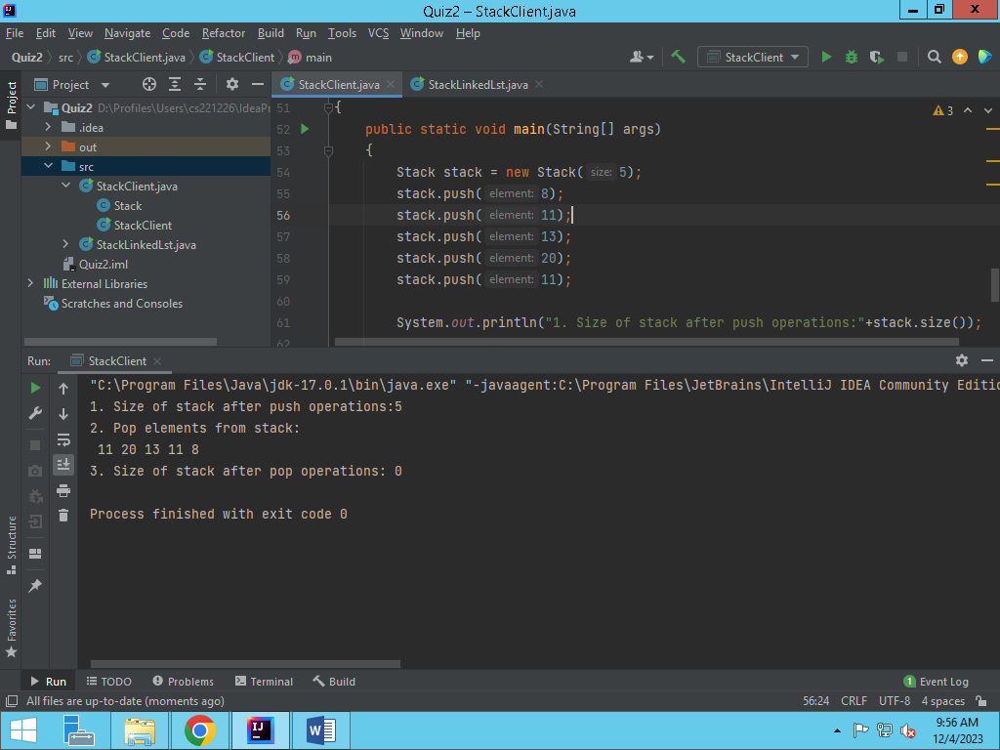 Quiz2 – StackClient.java
File Edit View Navigate Code Refactor Build Run Tools VCS Window Help
Quiz2 src StackClient.java StackClient main
StackClient
Project
Project
StackClient.java
StackLinkedLst.java
Quiz2 D:\Profiles\Users\cs221226\IdeaPr
.idea
out
src
StackClient.java
Stack
StackClient
StackLinkedLst.java
Quiz2.iml
External Libraries
Scratches and Consoles
3
51 {
52 public static void main(String[] args)
53 {
54 Stack stack = new Stack( size: 5);
55 stack.push( element: 8);
56 stack.push( element: 11);
57 stack.push( element: 13);
58 stack.push( element: 20);
59 stack.push( element: 11);
60
61 System.out.println("1. Size of stack after push operations:"+stack.size());
62
Run: StackClient
"C:\Program Files\Java\jdk-17.0.1\bin\java.exe" "-javaagent:C:\Program Files\JetBrains\IntelliJ IDEA Community Editio
1. Size of stack after push operations:5
2. Pop elements from stack:
11 20 13 11 8
3. Size of stack after pop operations: 0
Process finished with exit code 0
Structure
Favorites
Run TODO Problems Terminal Build
1 Event Log
All files are up-to-date (moments ago)
56:24 CRLF UTF-8 4 spaces
9:56 AM
12/4/2023